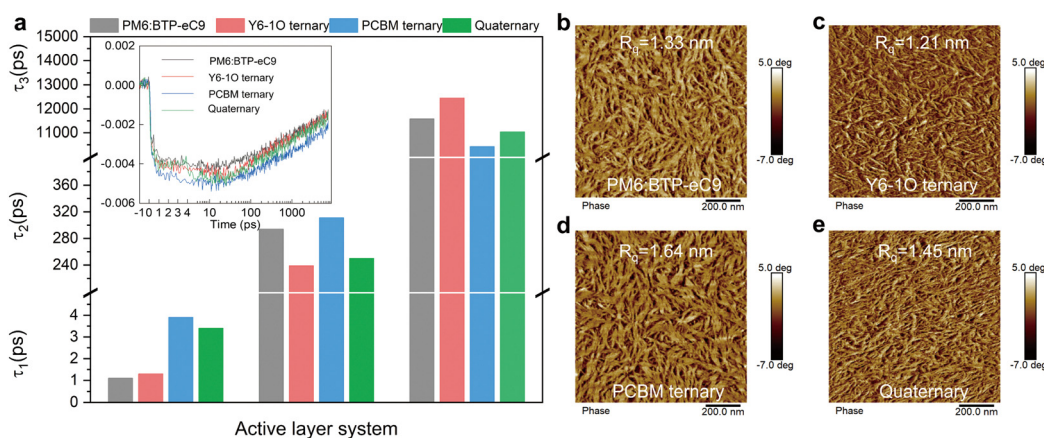 a
PM6:BTP-eC9
Y6-1O ternary
PCBM ternary
Quaternary
τ3(ps)
15000
14000
13000
12000
11000
τ2(ps)
360
320
280
240
τ1(ps)
4
3
2
1
0
0.002
0.000
-0.002
-0.004
-0.006
PM6:BTP-eC9
Y6-1O ternary
PCBM ternary
Quaternary
-1 0 1 2 3 4 10 100 1000
Time (ps)
Active layer system
b
Rq=1.33 nm
PM6:BTP-eC9
Phase
200.0 nm
5.0 deg
-7.0 deg
c
Rq=1.21 nm
Y6-1O ternary
Phase
200.0 nm
5.0 deg
-7.0 deg
d
Rq=1.64 nm
PCBM ternary
Phase
200.0 nm
5.0 deg
-7.0 deg
e
Rq=1.45 nm
Quaternary
Phase
200.0 nm
5.0 deg
-7.0 deg